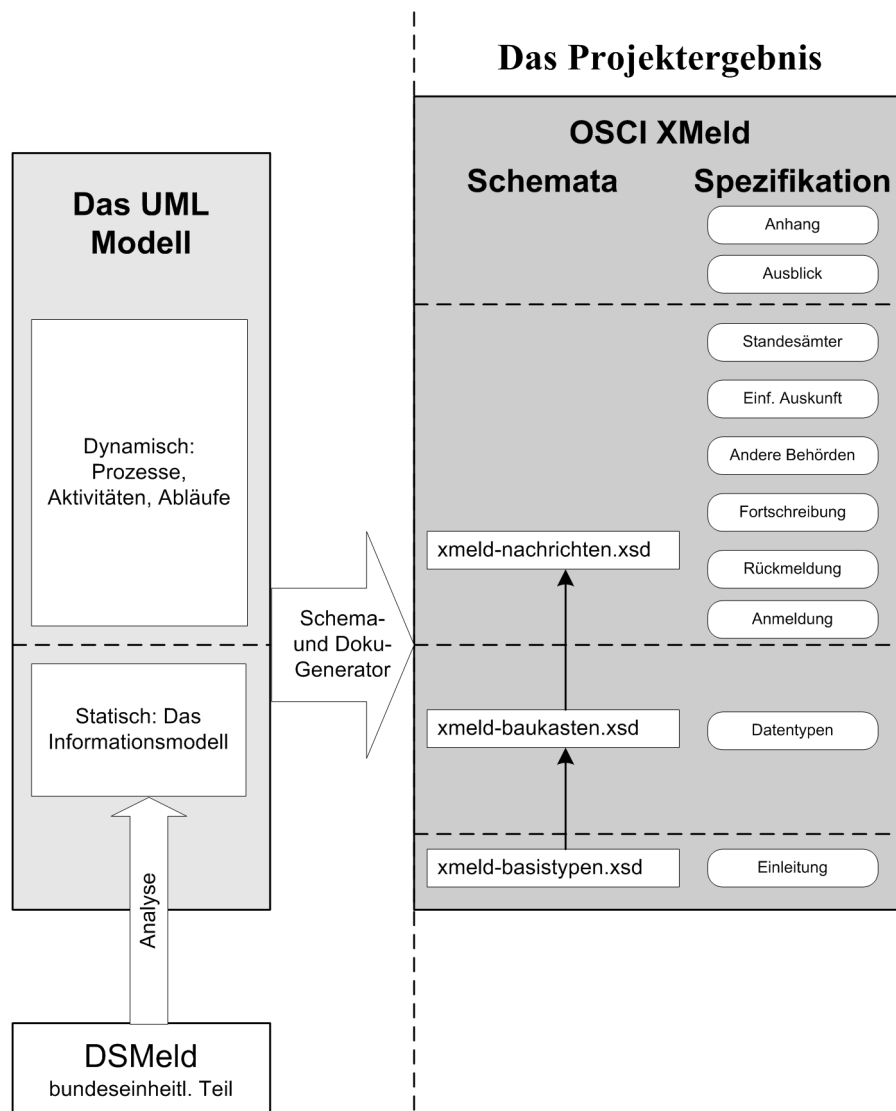 Das Projektergebnis
Das UML
Modell
Dynamisch:
Prozesse,
Aktivitäten, Abläufe
Statisch: Das
Informationsmodell
Analyse
DSMeld
bundeseinheitl. Teil
Schema-
und Doku-
Generator
OSCI XMeld
Schemata
xmeld-nachrichten.xsd
xmeld-baukasten.xsd
xmeld-basistypen.xsd
Spezifikation
Anhang
Ausblick
Standesämter
Einf. Auskunft
Andere Behörden
Fortschreibung
Rückmeldung
Anmeldung
Datentypen
Einleitung